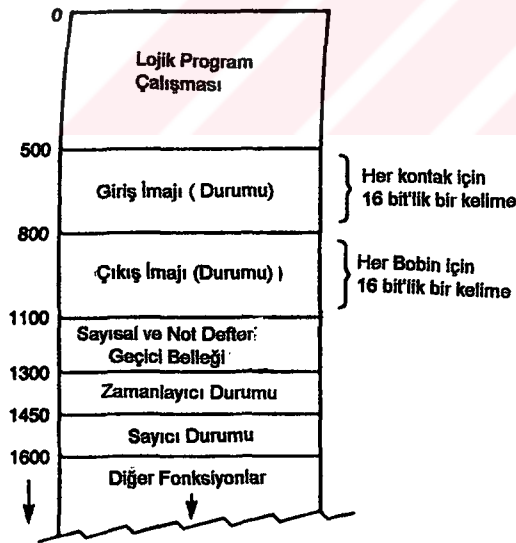 0
Lojik Program
Çalışması
500
Giriş İmajı ( Durumu)
Her kontak için
16 bit'lik bir kelime
800
Çıkış İmajı (Durumu) )
Her Bobin için
16 bit'lik bir kelime
1100
Sayısal ve Not Defter
Geçici Belleği
1300
Zamanlayıcı Durumu
1450
Sayıcı Durumu
1600
Diğer Fonksiyonlar